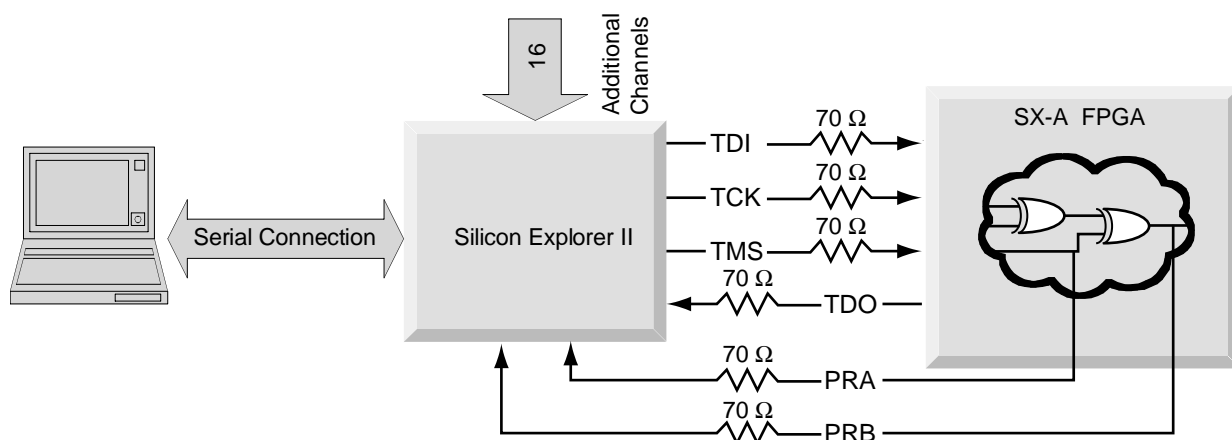 16
Additional
Channels
70 Ω
SX-A FPGA
TDI
70 Ω
TCK
Serial Connection
Silicon Explorer II
70 Ω
TMS
70 Ω
TDO
70 Ω
PRA
70 Ω
PRB